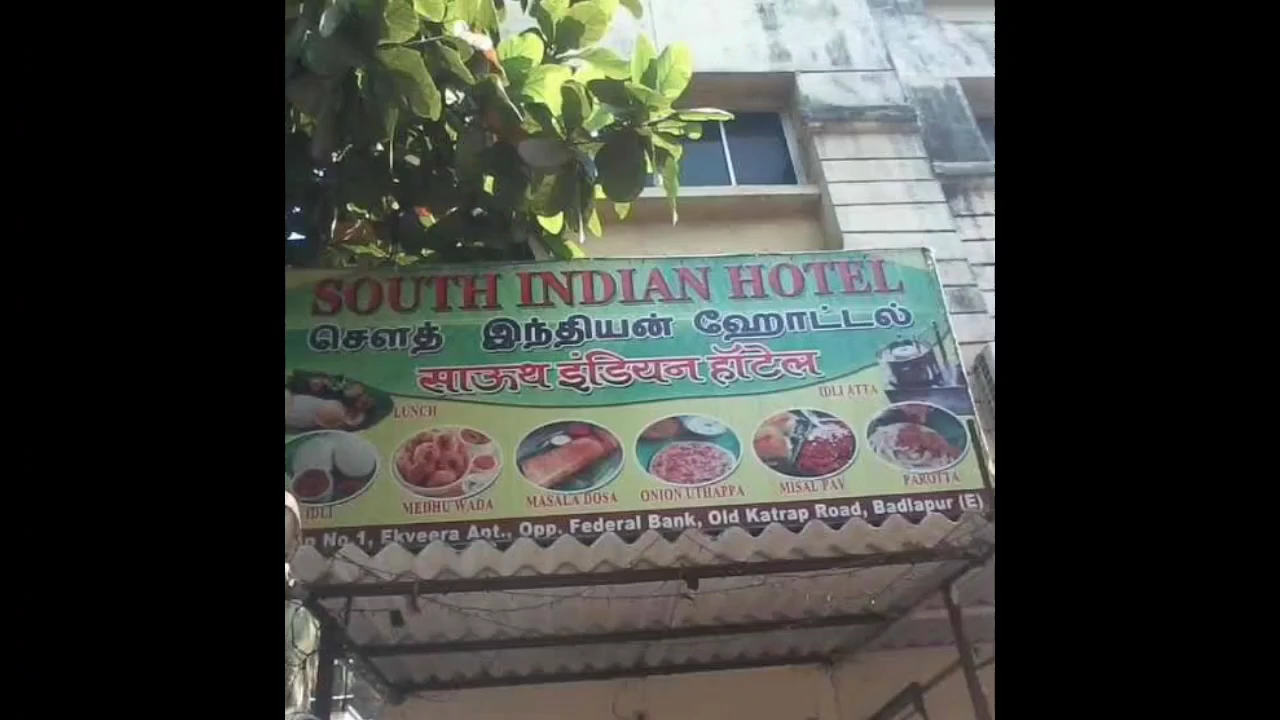 SOUTH INDIAN HOTEL
சௌத் இந்தியன் ஹோட்டல்
साऊथ इंडियन हॉटेल
LUNCH
IDLI ATTA
IDLI
MEDHU WADA
MASALA DOSA
ONION UTHAPPA
MISAL PAV
PAROTTA
No.1, Ekveera Apt., Opp. Federal Bank, Old Katrap Road, Badlapur (E)